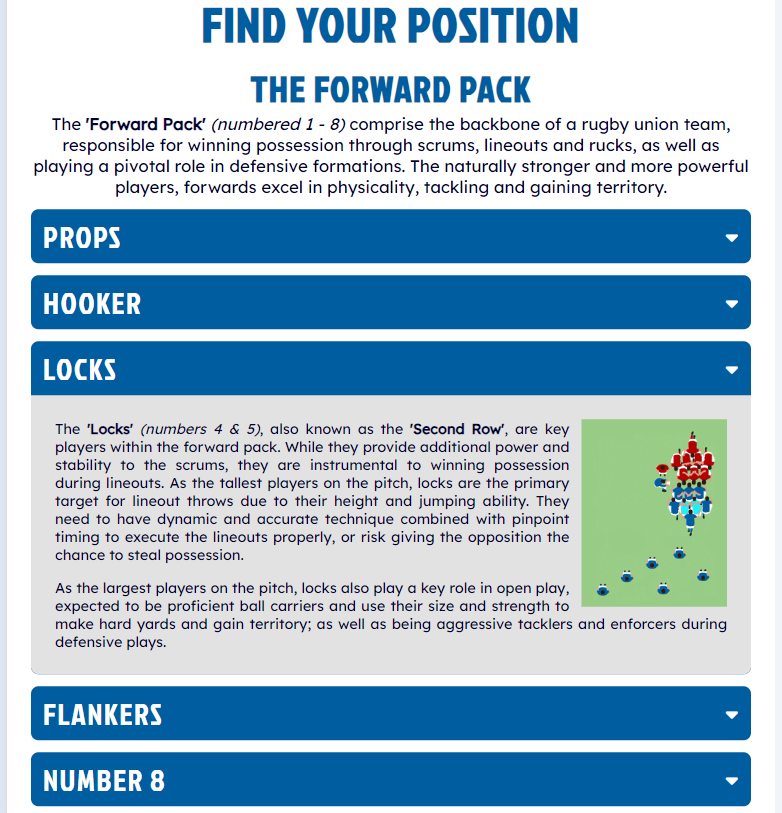 FIND YOUR POSITION
THE FORWARD PACK
The 'Forward Pack' (numbered 1 - 8) comprise the backbone of a rugby union team,
responsible for winning possession through scrums, lineouts and rucks, as well as
playing a pivotal role in defensive formations. The naturally stronger and more powerful
players, forwards excel in physicality, tackling and gaining territory.
PROPS
HOOKER
LOCKS
The 'Locks' (numbers 4 & 5), also known as the 'Second Row', are key
players within the forward pack. While they provide additional power and
stability to the scrums, they are instrumental to winning possession
during lineouts. As the tallest players on the pitch, locks are the primary
target for lineout throws due to their height and jumping ability. They
need to have dynamic and accurate technique combined with pinpoint
timing to execute the lineouts properly, or risk giving the opposition the
chance to steal possession.
As the largest players on the pitch, locks also play a key role in open play,
expected to be proficient ball carriers and use their size and strength to
make hard yards and gain territory; as well as being aggressive tacklers and enforcers during
defensive plays.
FLANKERS
NUMBER 8